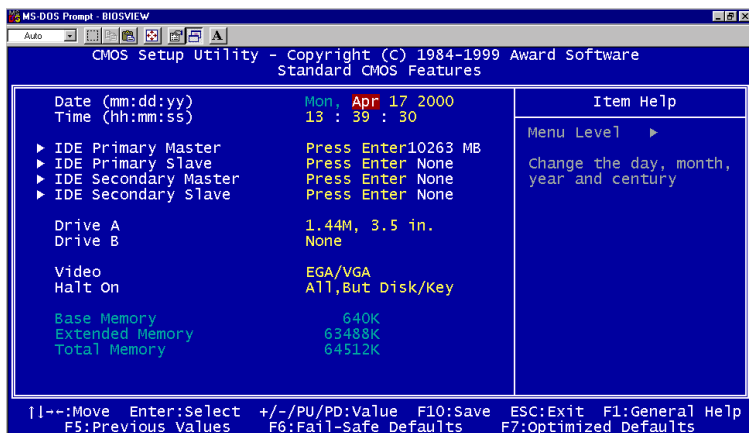 MS-DOS Prompt - BIOSVIEW
Auto
A
CMOS Setup Utility - Copyright (C) 1984-1999 Award Software
Standard CMOS Features
Date (mm:dd:yy) Mon, Apr 17 2000
Time (hh:mm:ss) 13 : 39 : 30
▶ IDE Primary Master Press Enter10263 MB
▶ IDE Primary Slave Press Enter None
▶ IDE Secondary Master Press Enter None
▶ IDE Secondary Slave Press Enter None
Drive A 1.44M, 3.5 in.
Drive B None
Video EGA/VGA
Halt On All,But Disk/Key
Base Memory 640K
Extended Memory 63488K
Total Memory 64512K
Item Help
Menu Level ▶
Change the day, month,
year and century
↑↓→←:Move Enter:Select +/-/PU/PD:Value F10:Save ESC:Exit F1:General Help
F5:Previous Values F6:Fail-Safe Defaults F7:Optimized Defaults